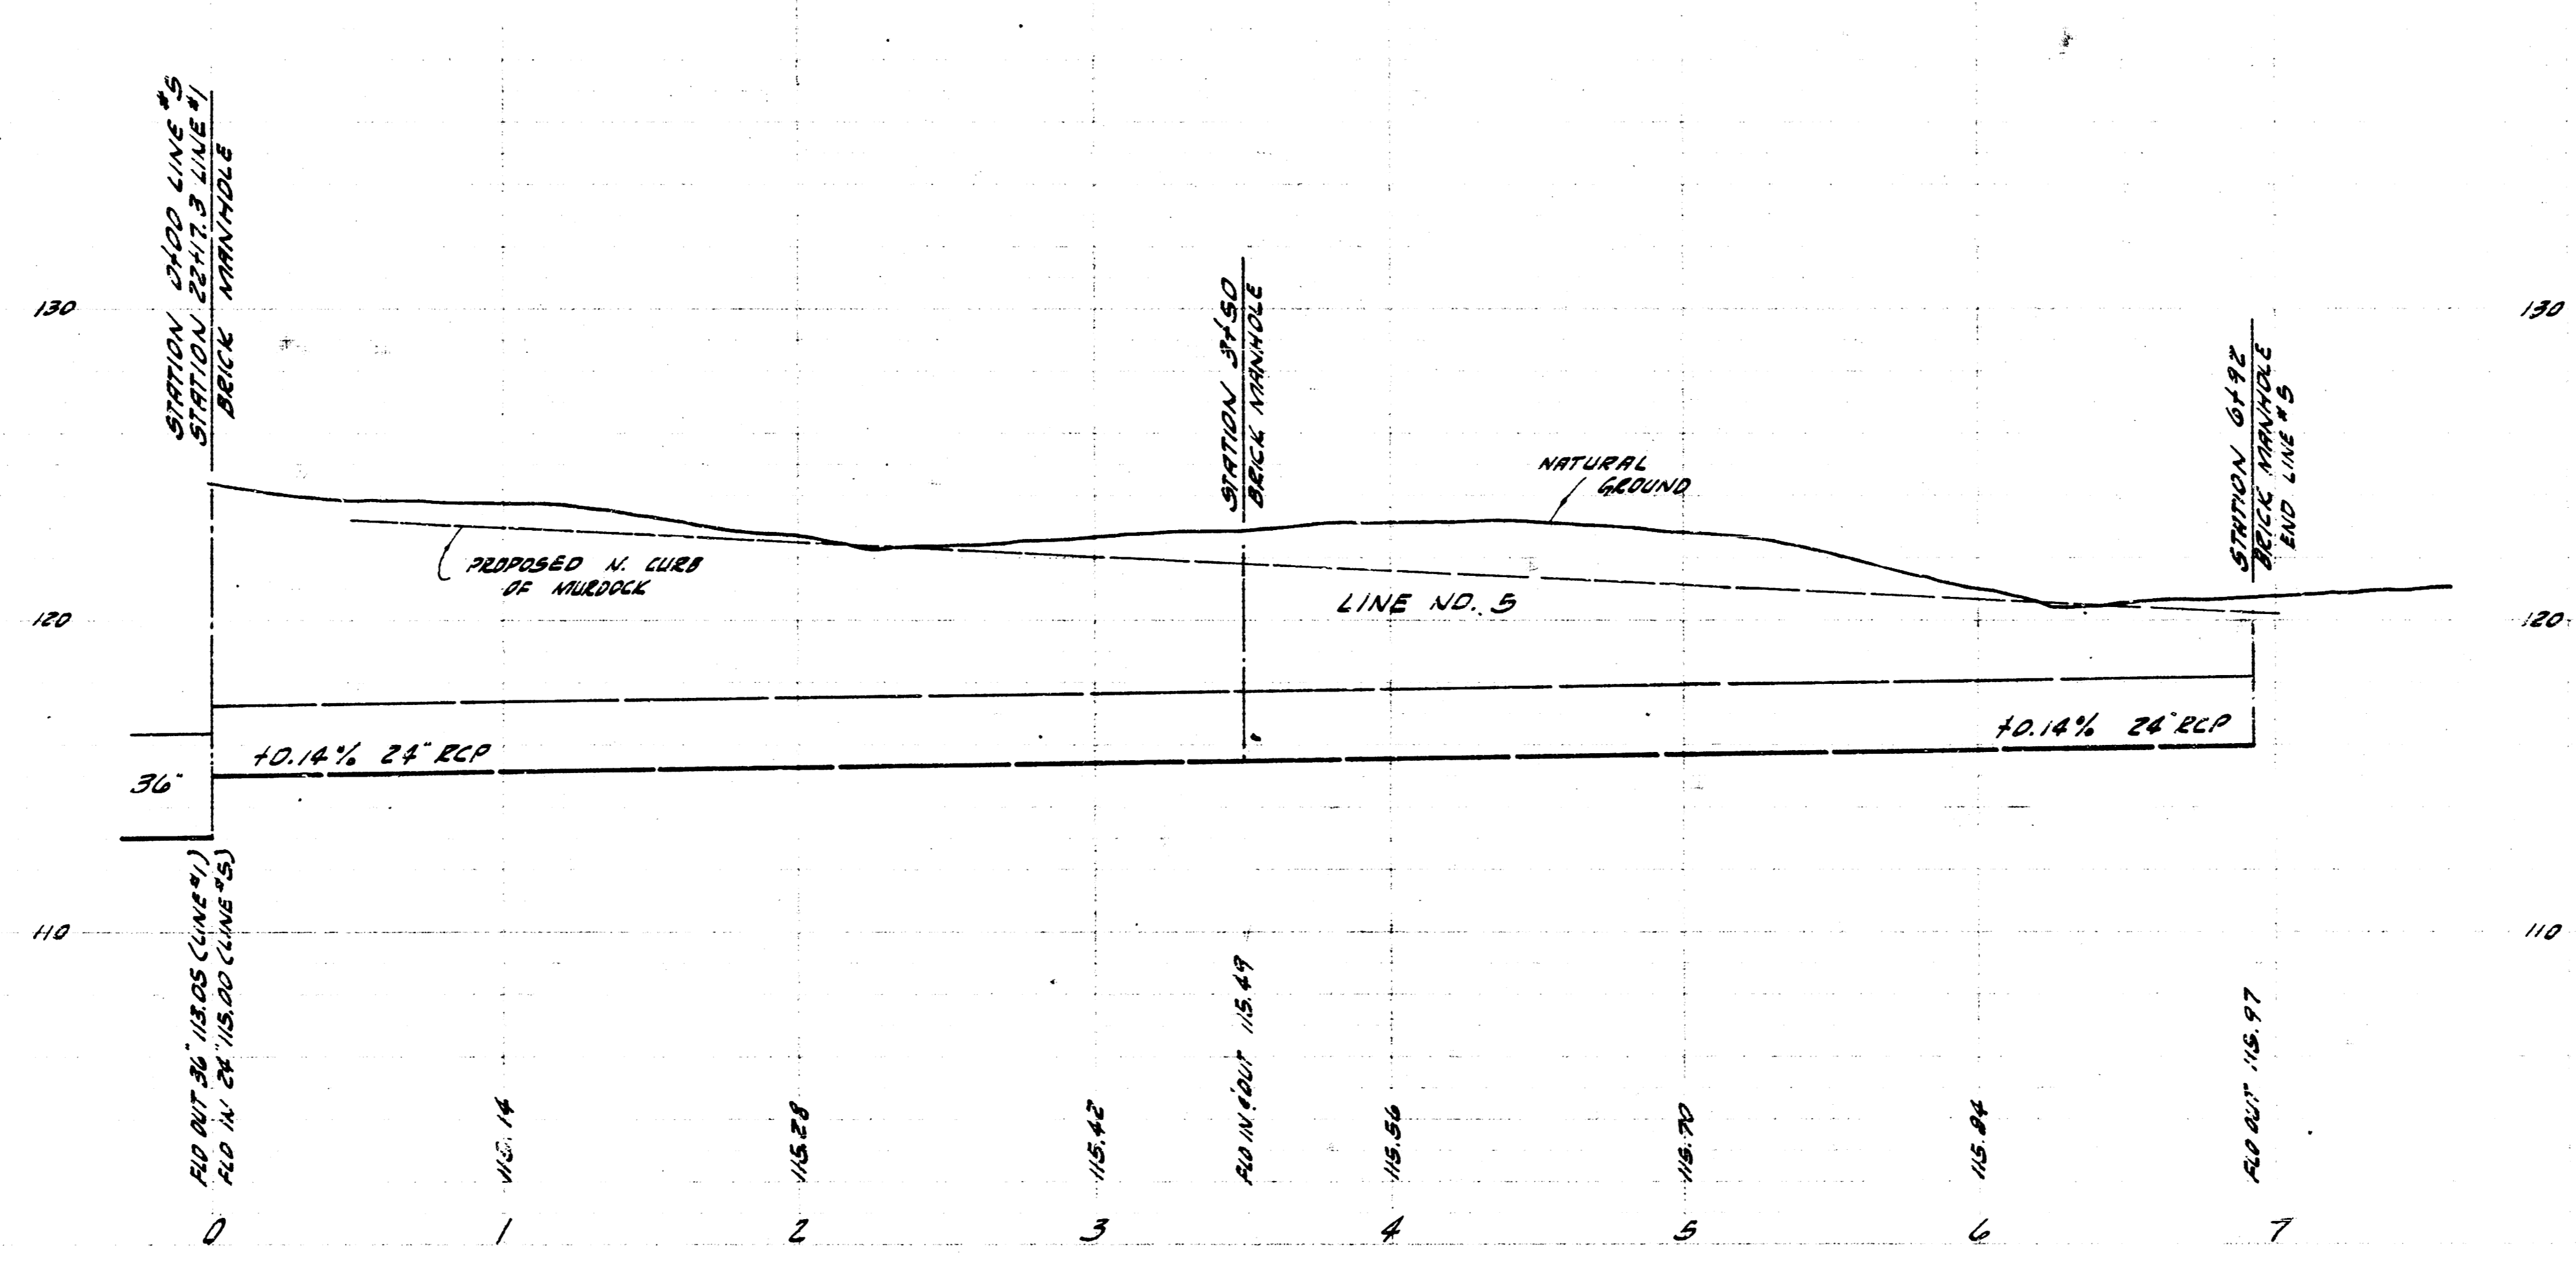 STATION 0+00 LINE #5
STATION 22+17.3 LINE #1
BRICK MANHOLE
130
130
STATION 3+50
BRICK MANHOLE
STATION 6+92
BRICK MANHOLE
END LINE #5
NATURAL
GROUND
PROPOSED N. CURB
OF MURDOCK
LINE NO. 5
120
120
+0.14% 24" RCP
+0.14% 24" RCP
36"
110
110
FLO OUT 36" 113.05 (LINE #1)
FLO IN 24" 115.00 (LINE #5)
115.14
115.28
115.42
FLO IN & OUT 115.49
115.56
115.70
115.84
FLO OUT 115.97
0 1 2 3 4 5 6 7